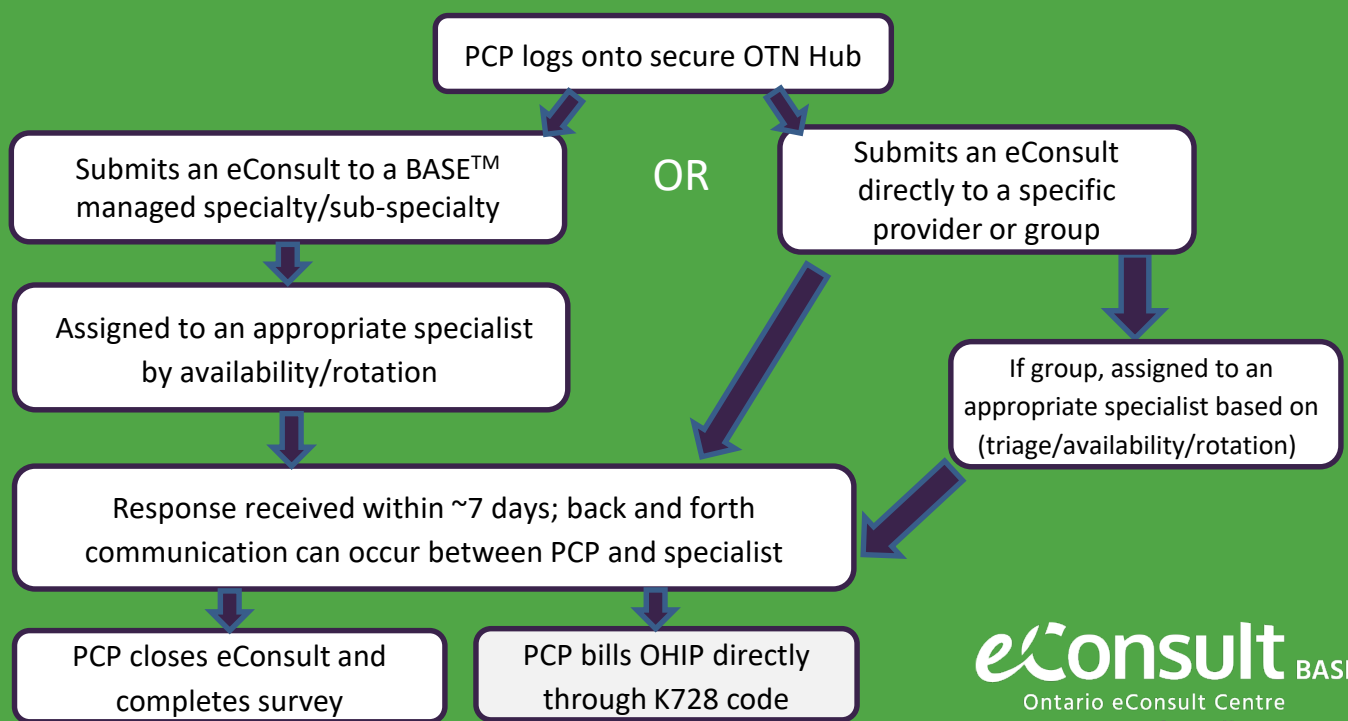 PCP logs onto secure OTN Hub
Submits an eConsult to a BASE™
managed specialty/sub-specialty
OR
Submits an eConsult
directly to a specific
provider or group
Assigned to an appropriate specialist
by availability/rotation
If group, assigned to an
appropriate specialist based on
(triage/availability/rotation)
Response received within ~7 days; back and forth
communication can occur between PCP and specialist
PCP closes eConsult and
completes survey
PCP bills OHIP directly
through K728 code
eConsult BASE
Ontario eConsult Centre